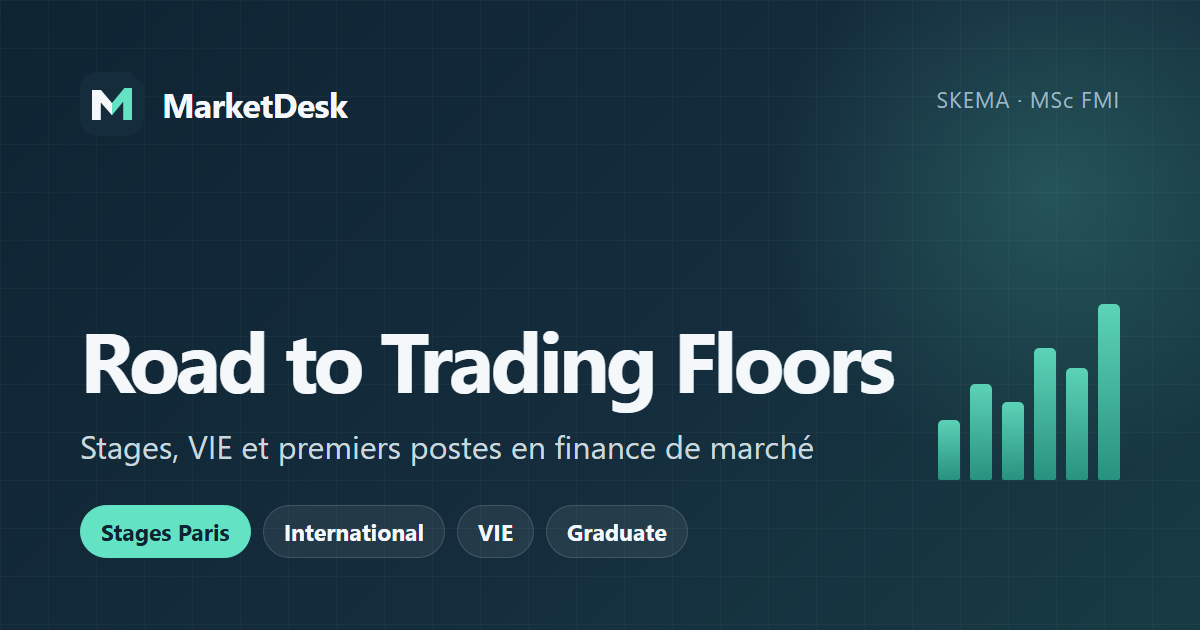 MarketDesk
SKEMA · MSc FMI
Road to Trading Floors
Stages, VIE et premiers postes en finance de marché
Stages Paris International VIE Graduate